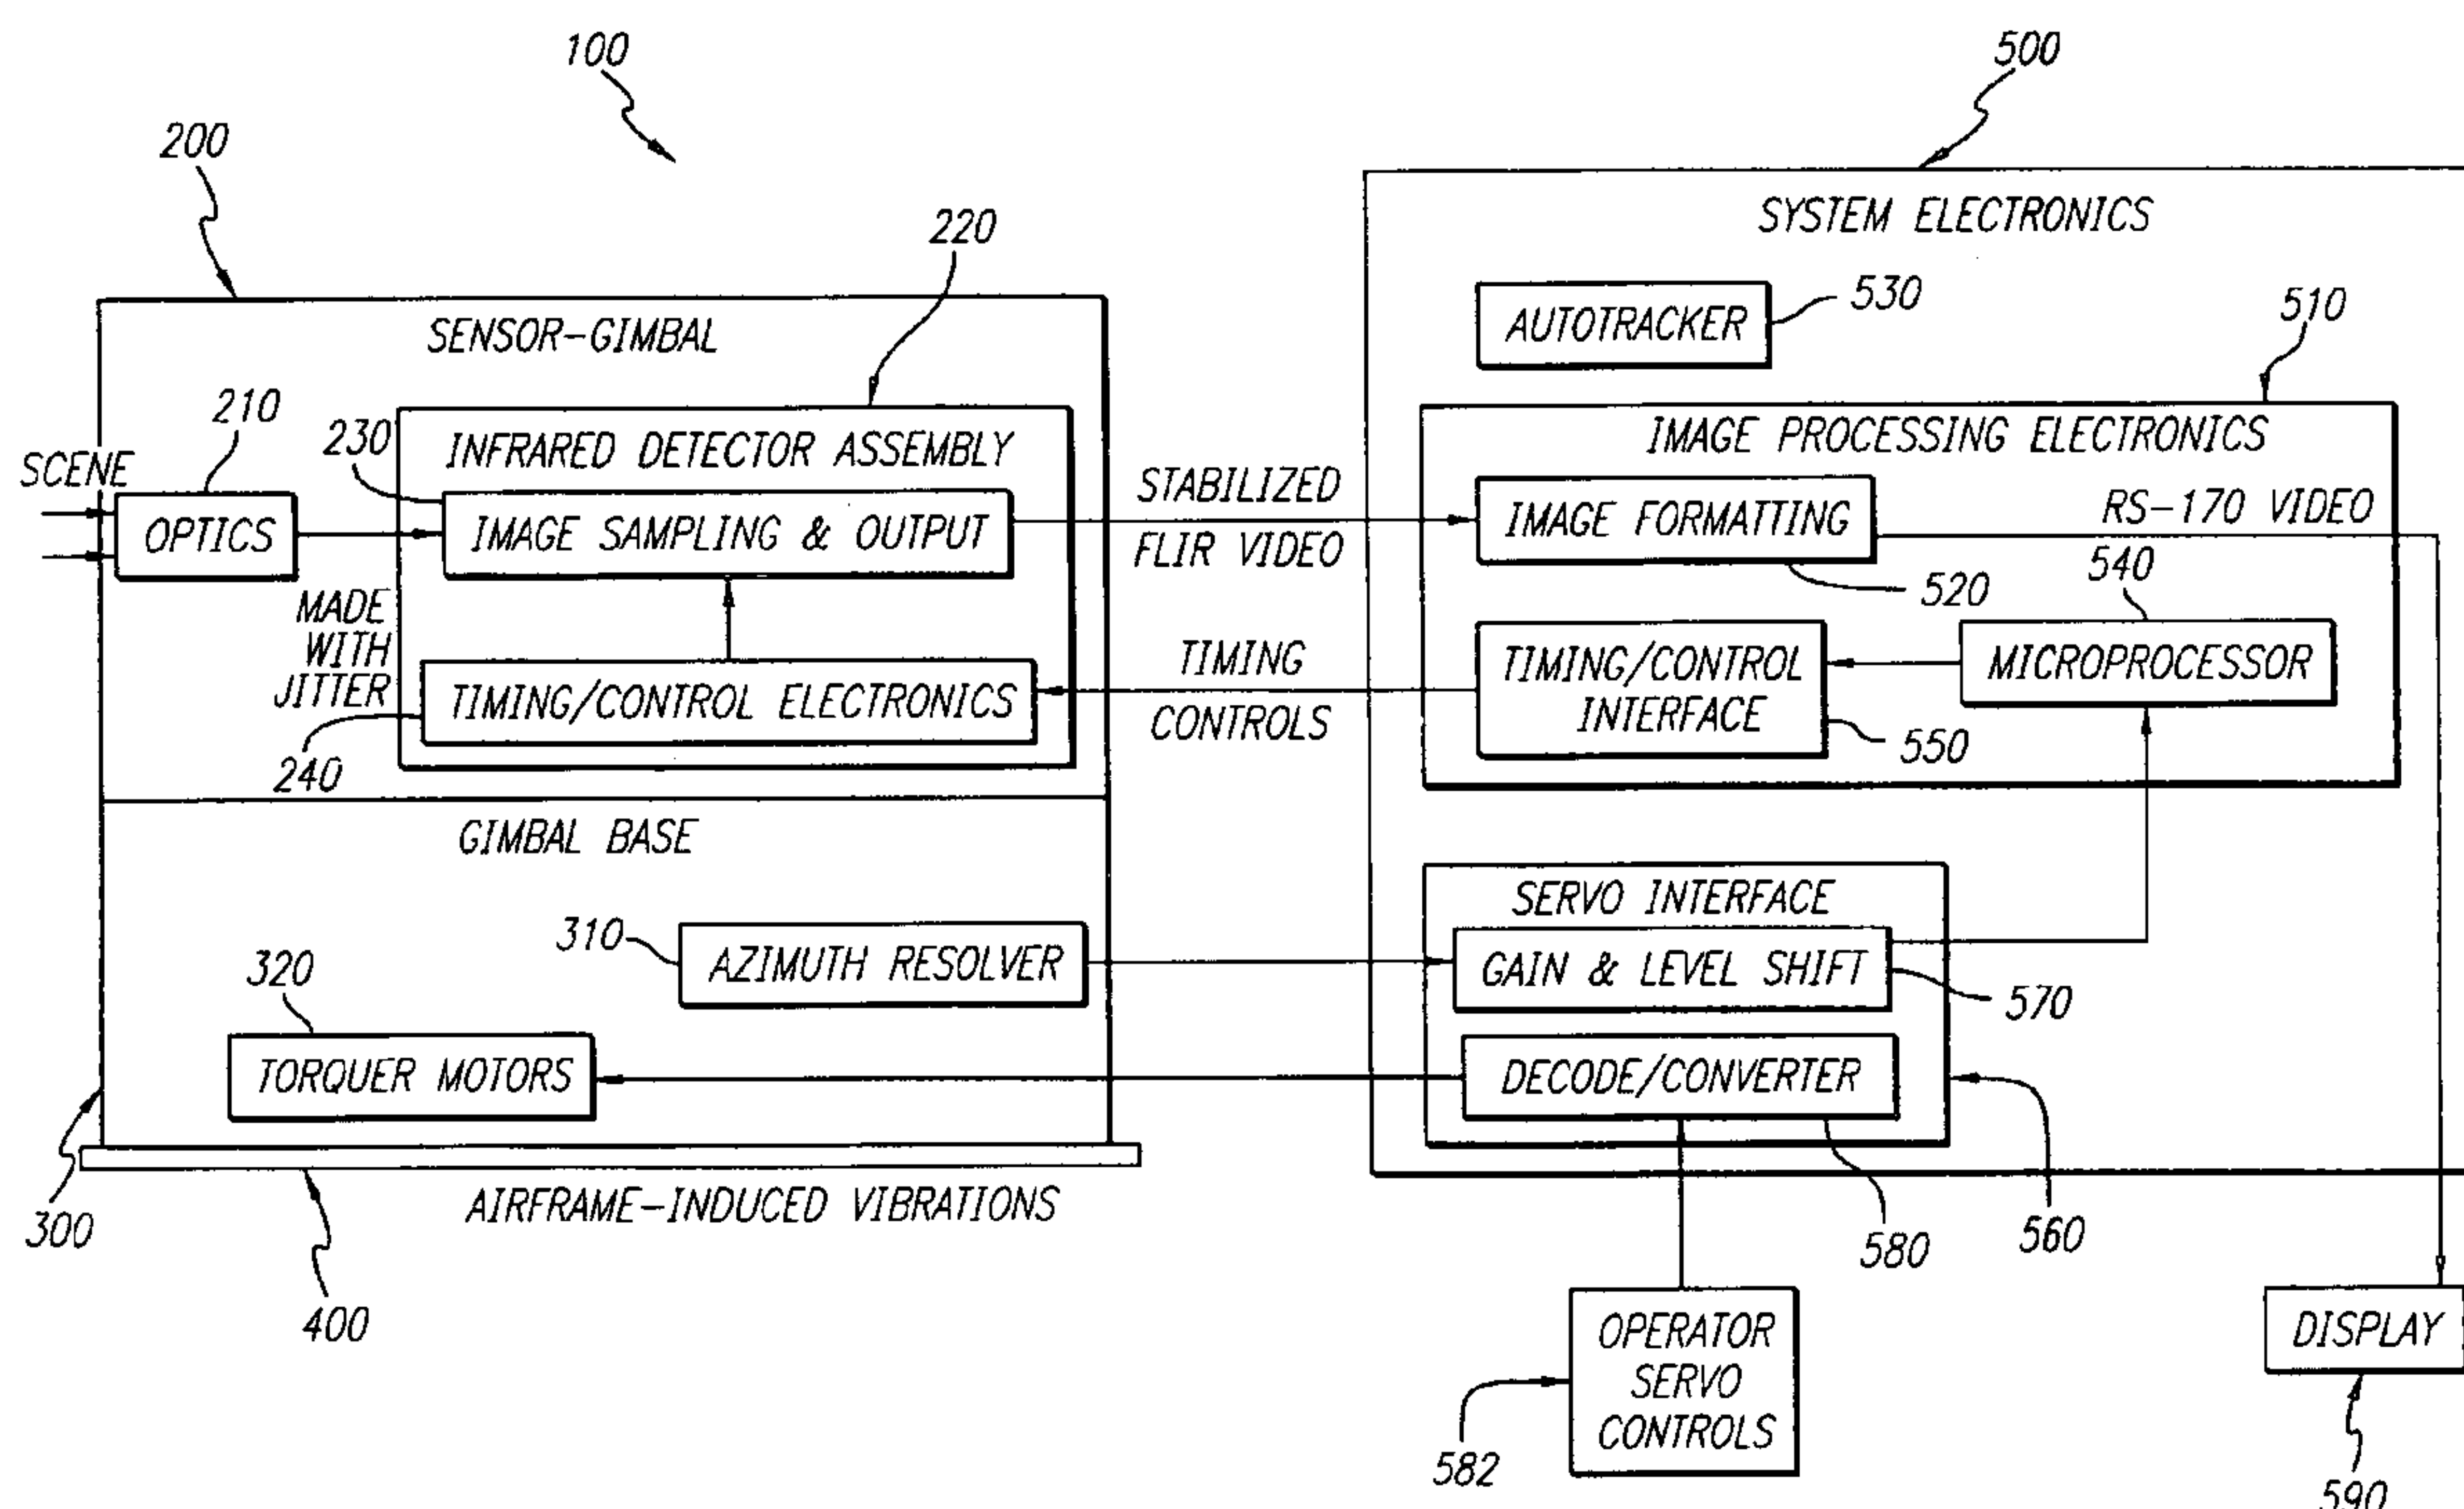 100
500
200
220
SYSTEM ELECTRONICS
530
AUTOTRACKER
510
SENSOR-GIMBAL
210
230
INFRARED DETECTOR ASSEMBLY
IMAGE PROCESSING ELECTRONICS
SCENE
OPTICS
IMAGE SAMPLING & OUTPUT
STABILIZED
FLIR VIDEO
IMAGE FORMATTING
RS-170 VIDEO
520
540
MADE
WITH
JITTER
TIMING/CONTROL ELECTRONICS
240
TIMING
CONTROLS
TIMING/CONTROL
INTERFACE
550
MICROPROCESSOR
GIMBAL BASE
SERVO INTERFACE
310
AZIMUTH RESOLVER
GAIN & LEVEL SHIFT
570
320
TORQUER MOTORS
DECODE/CONVERTER
300
AIRFRAME-INDUCED VIBRATIONS
400
580
560
OPERATOR
SERVO
CONTROLS
582
DISPLAY
590